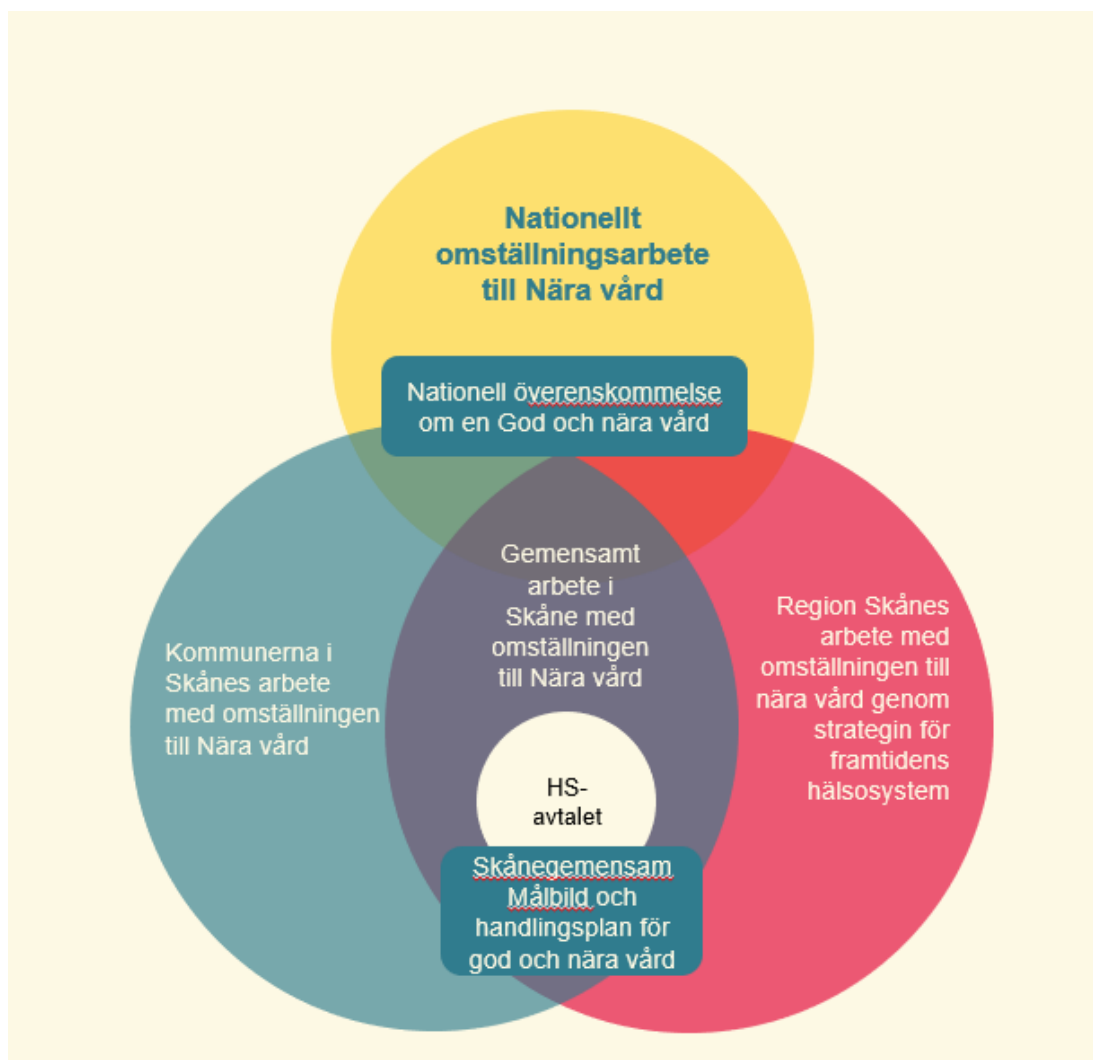 Nationellt
omställningsarbete
till Nära vård
Nationell överenskommelse
om en God och nära vård
Gemensamt
arbete i
Skåne med
omställningen
till Nära vård
Kommunerna i
Skånes arbete
med omställningen
till Nära vård
Region Skånes
arbete med
omställningen till
nära vård genom
strategin för
framtidens
hälsosystem
HS-
avtalet
Skånegemensam
Målbild och
handlingsplan för
god och nära vård